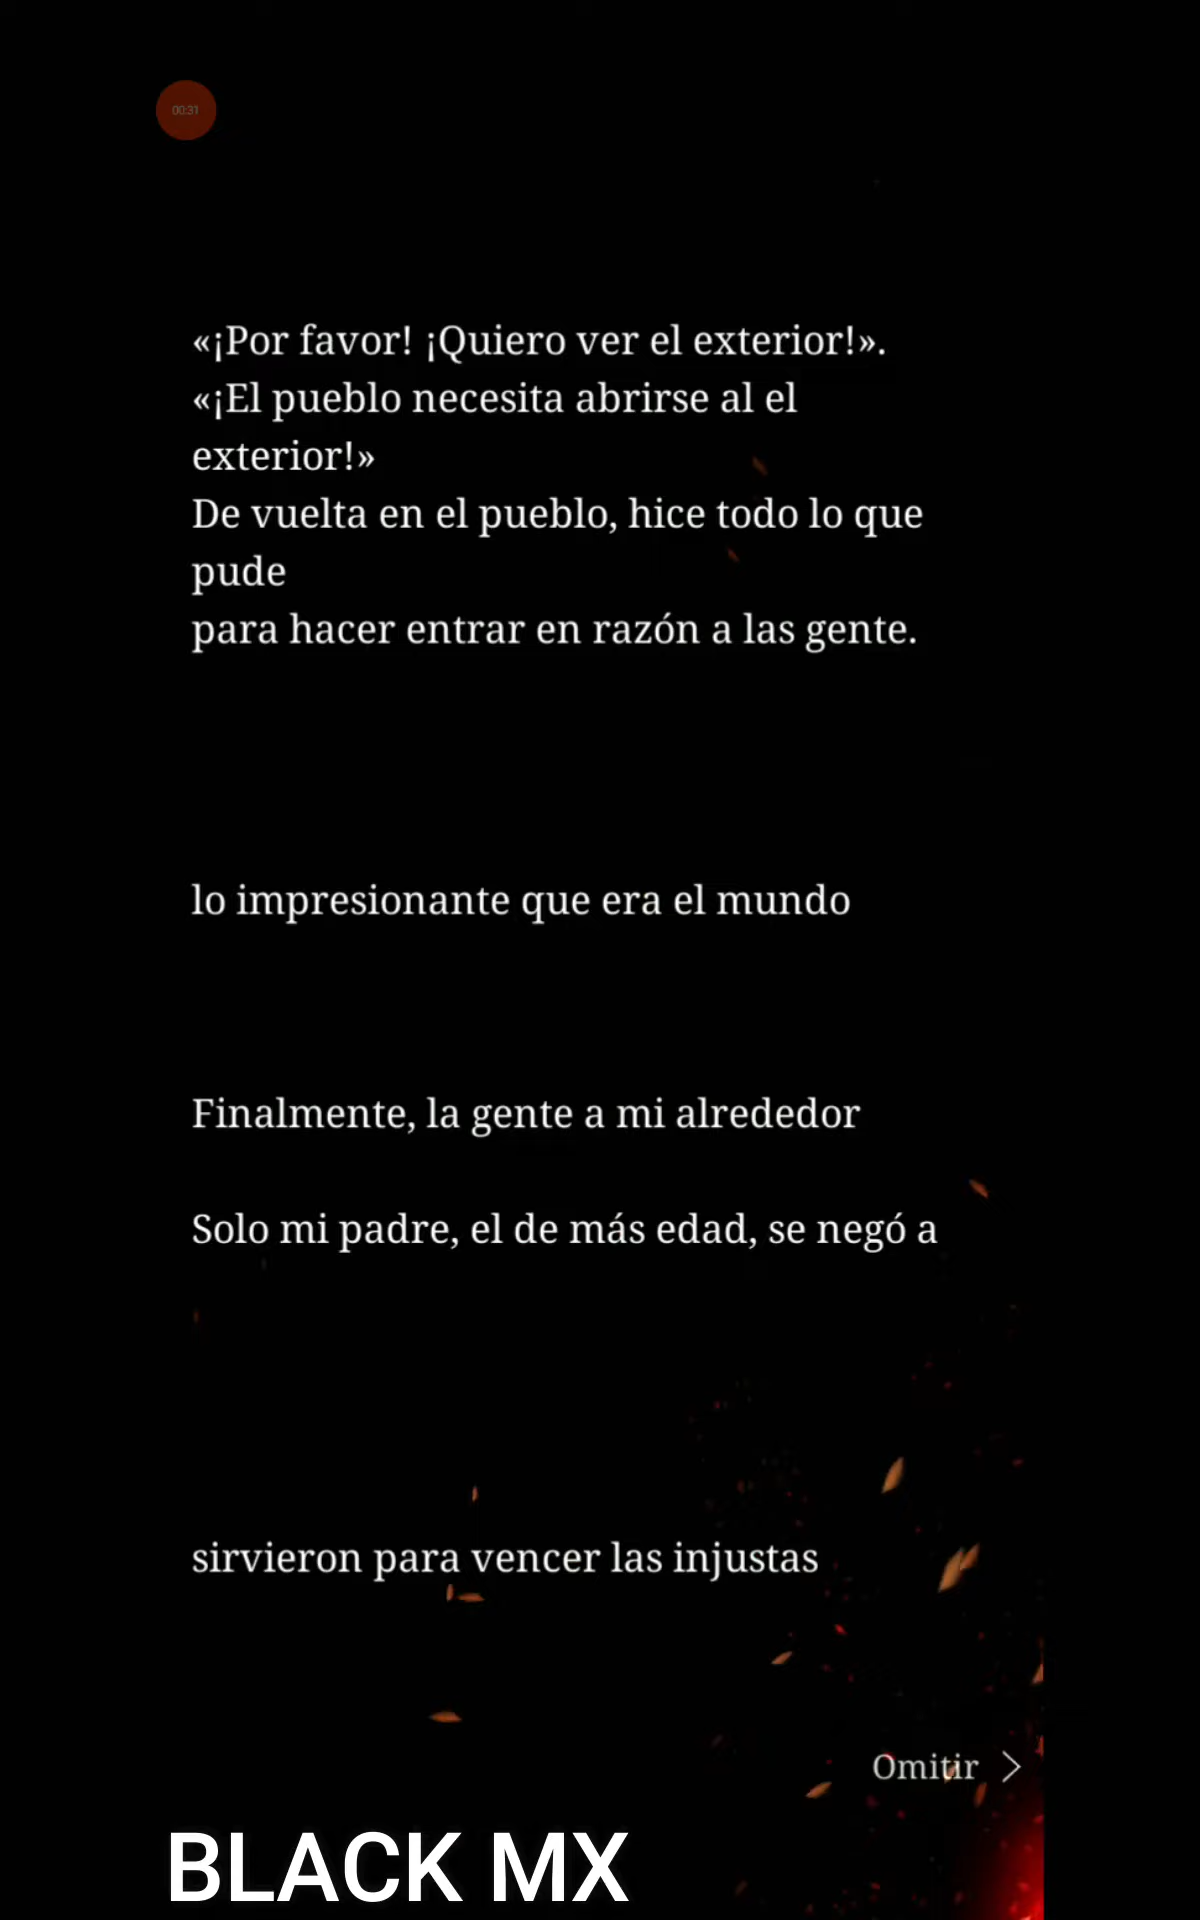 00:31
«¡Por favor! ¡Quiero ver el exterior!».
«¡El pueblo necesita abrirse al el
exterior!»
De vuelta en el pueblo, hice todo lo que
pude
para hacer entrar en razón a las gente.
lo impresionante que era el mundo
Finalmente, la gente a mi alrededor
Solo mi padre, el de más edad, se negó a
sirvieron para vencer las injustas
Omitir
BLACK MX